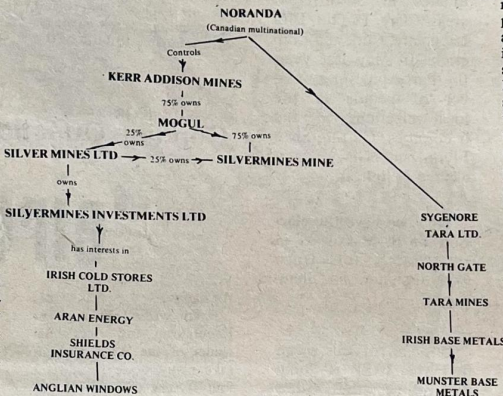 NORANDA
(Canadian multinational)
Controls
KERR ADDISON MINES
75% owns
MOGUL
25%
owns
75% owns
SILVER MINES LTD
25% owns
SILVERMINES MINE
owns
SILVERMINES INVESTMENTS LTD
has interests in
IRISH COLD STORES
LTD.
ARAN ENERGY
SHIELDS
INSURANCE CO.
ANGLIAN WINDOWS
SYGENORE
TARA LTD.
NORTH GATE
TARA MINES
IRISH BASE METALS
MUNSTER BASE
METALS